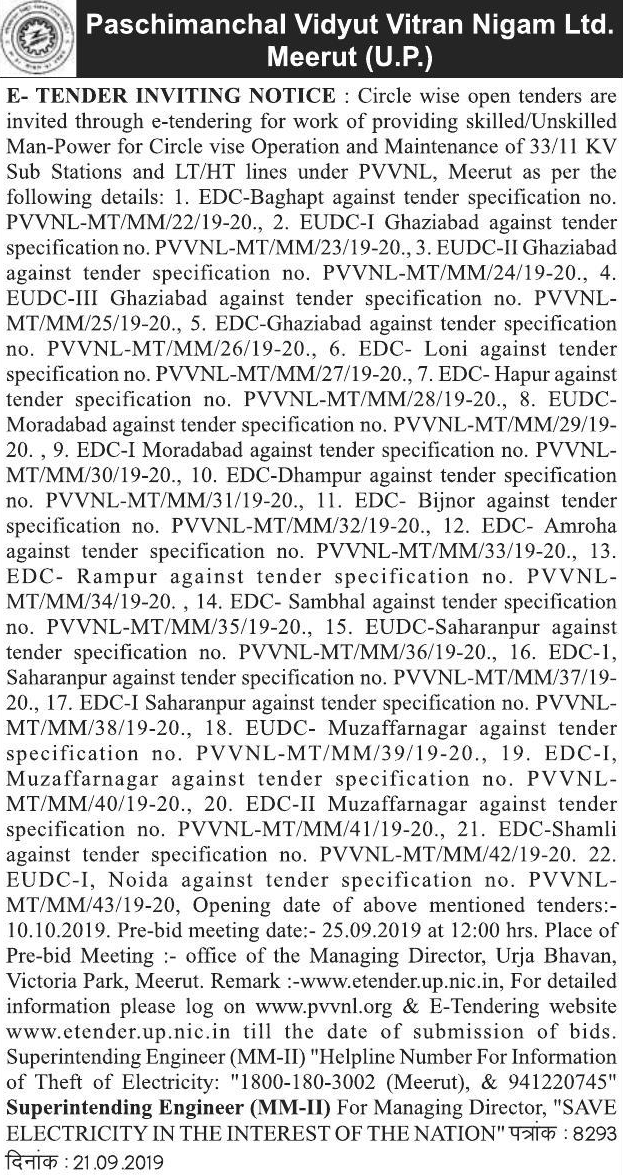 Paschimanchal Vidyut Vitran Nigam Ltd.
Meerut (U.P.)
E- TENDER INVITING NOTICE : Circle wise open tenders are
invited through e-tendering for work of providing skilled/Unskilled
Man-Power for Circle vise Operation and Maintenance of 33/11 KV
Sub Stations and LT/HT lines under PVVNL, Meerut as per the
following details: 1. EDC-Baghapt against tender specification no.
PVVNL-MT/MM/22/19-20., 2. EUDC-I Ghaziabad against tender
specification no. PVVNL-MT/MM/23/19-20., 3. EUDC-II Ghaziabad
against tender specification no. PVVNL-MT/MM/24/19-20., 4.
EUDC-III Ghaziabad against tender specification no. PVVNL-
MT/MM/25/19-20., 5. EDC-Ghaziabad against tender specification
no. PVVNL-MT/MM/26/19-20., 6. EDC- Loni against tender
specification no. PVVNL-MT/MM/27/19-20., 7. EDC- Hapur against
tender specification no. PVVNL-MT/MM/28/19-20., 8. EUDC-
Moradabad against tender specification no. PVVNL-MT/MM/29/19-
20. , 9. EDC-I Moradabad against tender specification no. PVVNL-
MT/MM/30/19-20., 10. EDC-Dhampur against tender specification
no. PVVNL-MT/MM/31/19-20., 11. EDC- Bijnor against tender
specification no. PVVNL-MT/MM/32/19-20., 12. EDC- Amroha
against tender specification no. PVVNL-MT/MM/33/19-20., 13.
EDC- Rampur against tender specification no. PVVNL-
MT/MM/34/19-20. , 14. EDC- Sambhal against tender specification
no. PVVNL-MT/MM/35/19-20., 15. EUDC-Saharanpur against
tender specification no. PVVNL-MT/MM/36/19-20., 16. EDC-1,
Saharanpur against tender specification no. PVVNL-MT/MM/37/19-
20., 17. EDC-I Saharanpur against tender specification no. PVVNL-
MT/MM/38/19-20., 18. EUDC- Muzaffarnagar against tender
specification no. PVVNL-MT/MM/39/19-20., 19. EDC-I,
Muzaffarnagar against tender specification no. PVVNL-
MT/MM/40/19-20., 20. EDC-II Muzaffarnagar against tender
specification no. PVVNL-MT/MM/41/19-20., 21. EDC-Shamli
against tender specification no. PVVNL-MT/MM/42/19-20. 22.
EUDC-I, Noida against tender specification no. PVVNL-
MT/MM/43/19-20, Opening date of above mentioned tenders:-
10.10.2019. Pre-bid meeting date:- 25.09.2019 at 12:00 hrs. Place of
Pre-bid Meeting :- office of the Managing Director, Urja Bhavan,
Victoria Park, Meerut. Remark :-www.etender.up.nic.in, For detailed
information please log on www.pvvnl.org & E-Tendering website
www.etender.up.nic.in till the date of submission of bids.
Superintending Engineer (MM-II) "Helpline Number For Information
of Theft of Electricity: "1800-180-3002 (Meerut), & 941220745"
Superintending Engineer (MM-II) For Managing Director, "SAVE
ELECTRICITY IN THE INTEREST OF THE NATION" पत्रांक : 8293
दिनांक : 21.09.2019